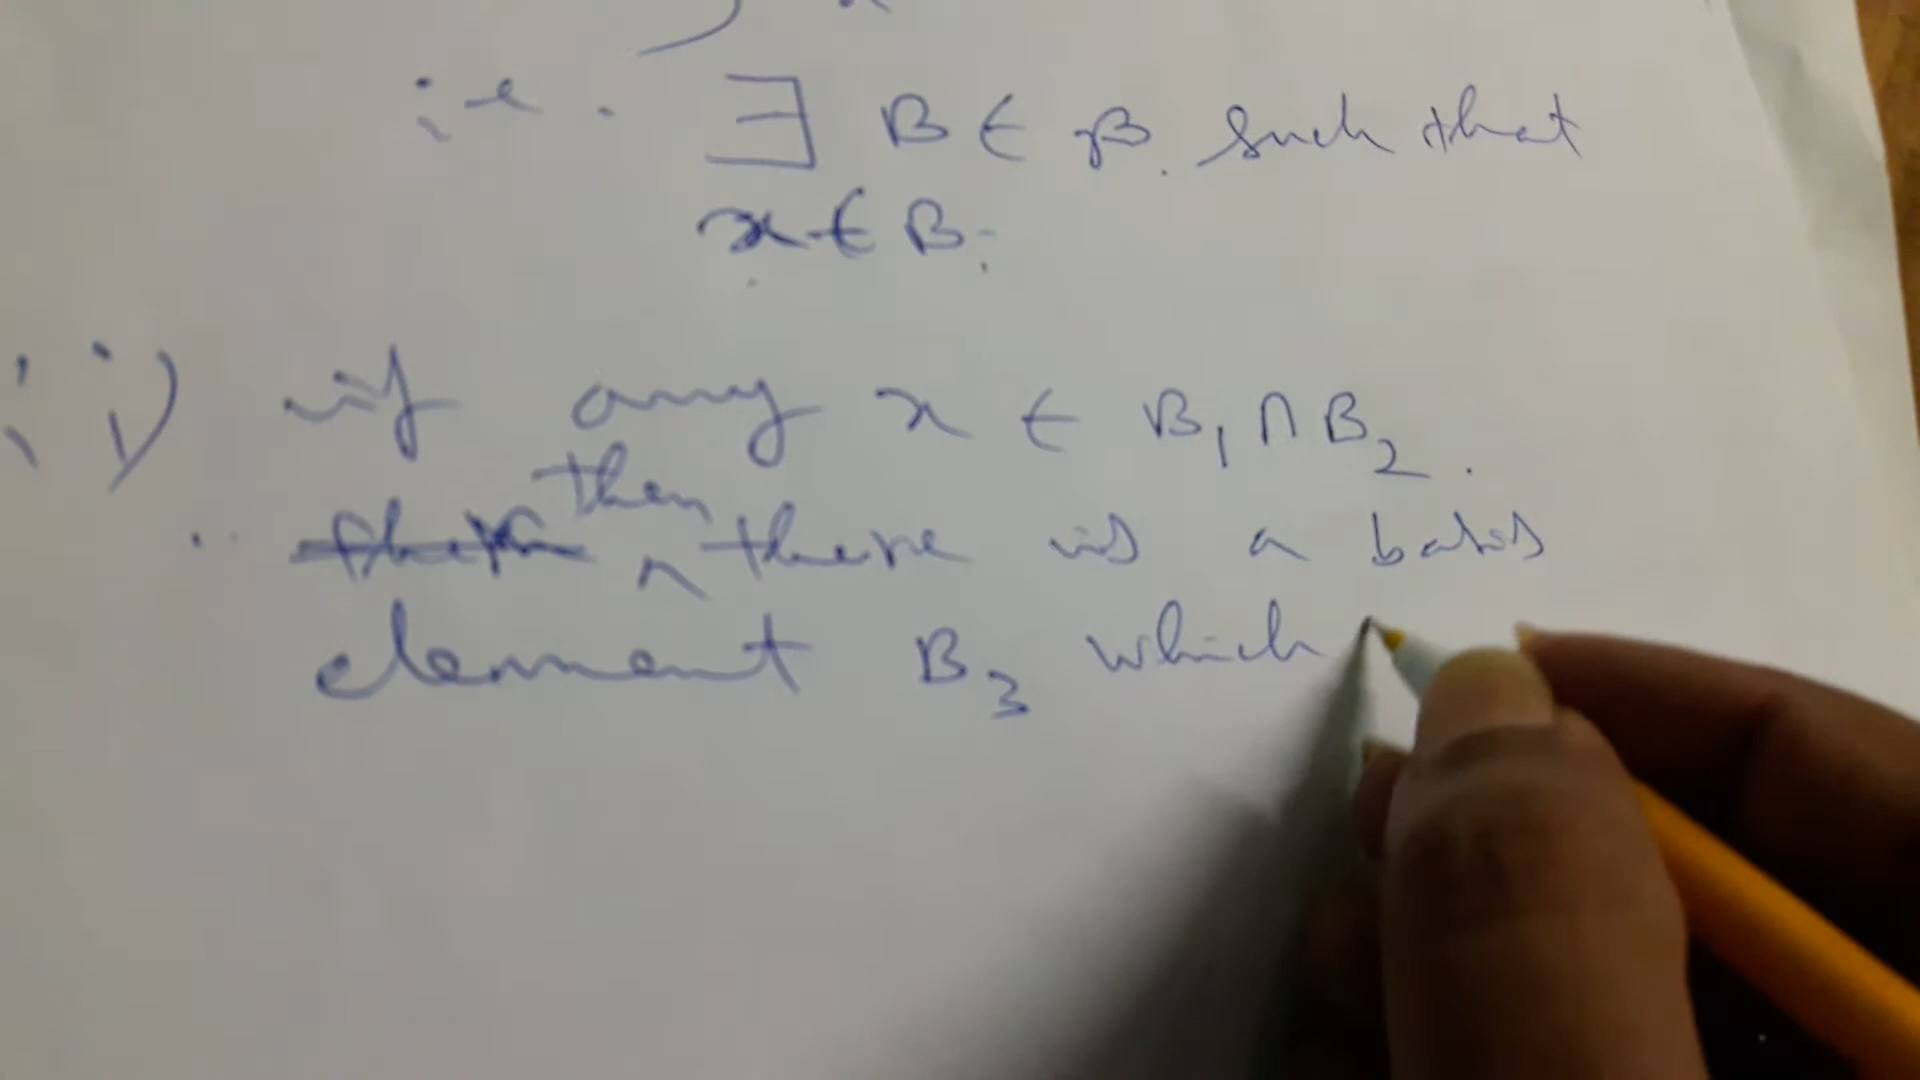 i.e. ∃ B ∈ β. such that
x ∈ B.
ii) if any x ∈ B₁ ∩ B₂.
then
^ there is a basis
element B₃ which